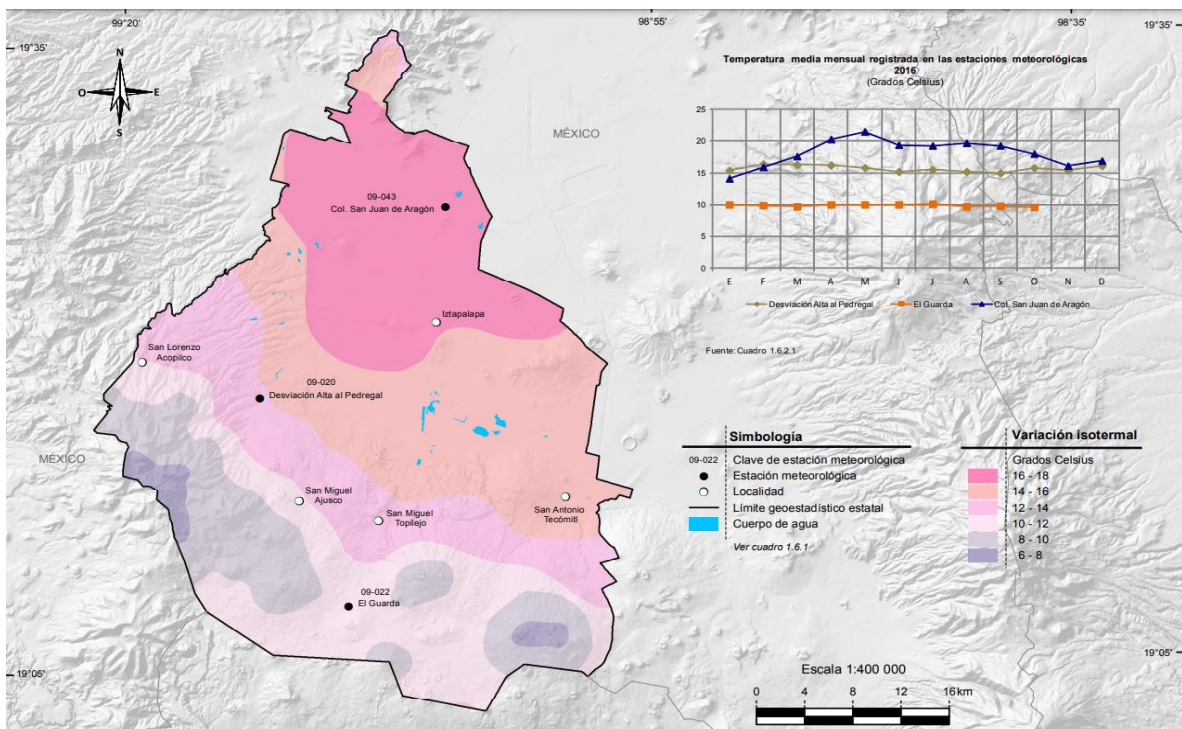 99°20
98°55
98°35
19°35
19°35
N
O
E
S
MÉXICO
Temperatura media mensual registrada en las estaciones meteorológicas
2016
(Grados Celsius)
25
20
15
10
5
0
E F M A M J J A S O N D
Desviación Alta al Pedregal El Guarda Col. San Juan de Aragón
Fuente: Cuadro 1.6.2.1
09-043
Col. San Juan de Aragón
Iztapalapa
San Lorenzo
Acopilco
09-020
Desviación Alta al Pedregal
MÉXICO
San Miguel
Ajusco
San Miguel
Topilejo
San Antonio
Tecómitl
09-022
El Guarda
Simbología
09-022 Clave de estación meteorológica
Estación meteorológica
Localidad
Límite geoestadístico estatal
Cuerpo de agua
Ver cuadro 1.6.1
Variación isotermal
Grados Celsius
16 - 18
14 - 16
12 - 14
10 - 12
8 - 10
6 - 8
19°05
19°05
Escala 1:400 000
0 4 8 12 16 km